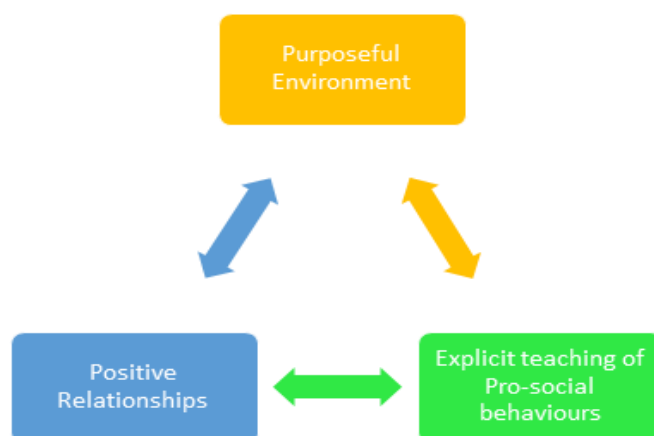 Purposeful
Environment
Positive
Relationships
Explicit teaching of
Pro-social
behaviours